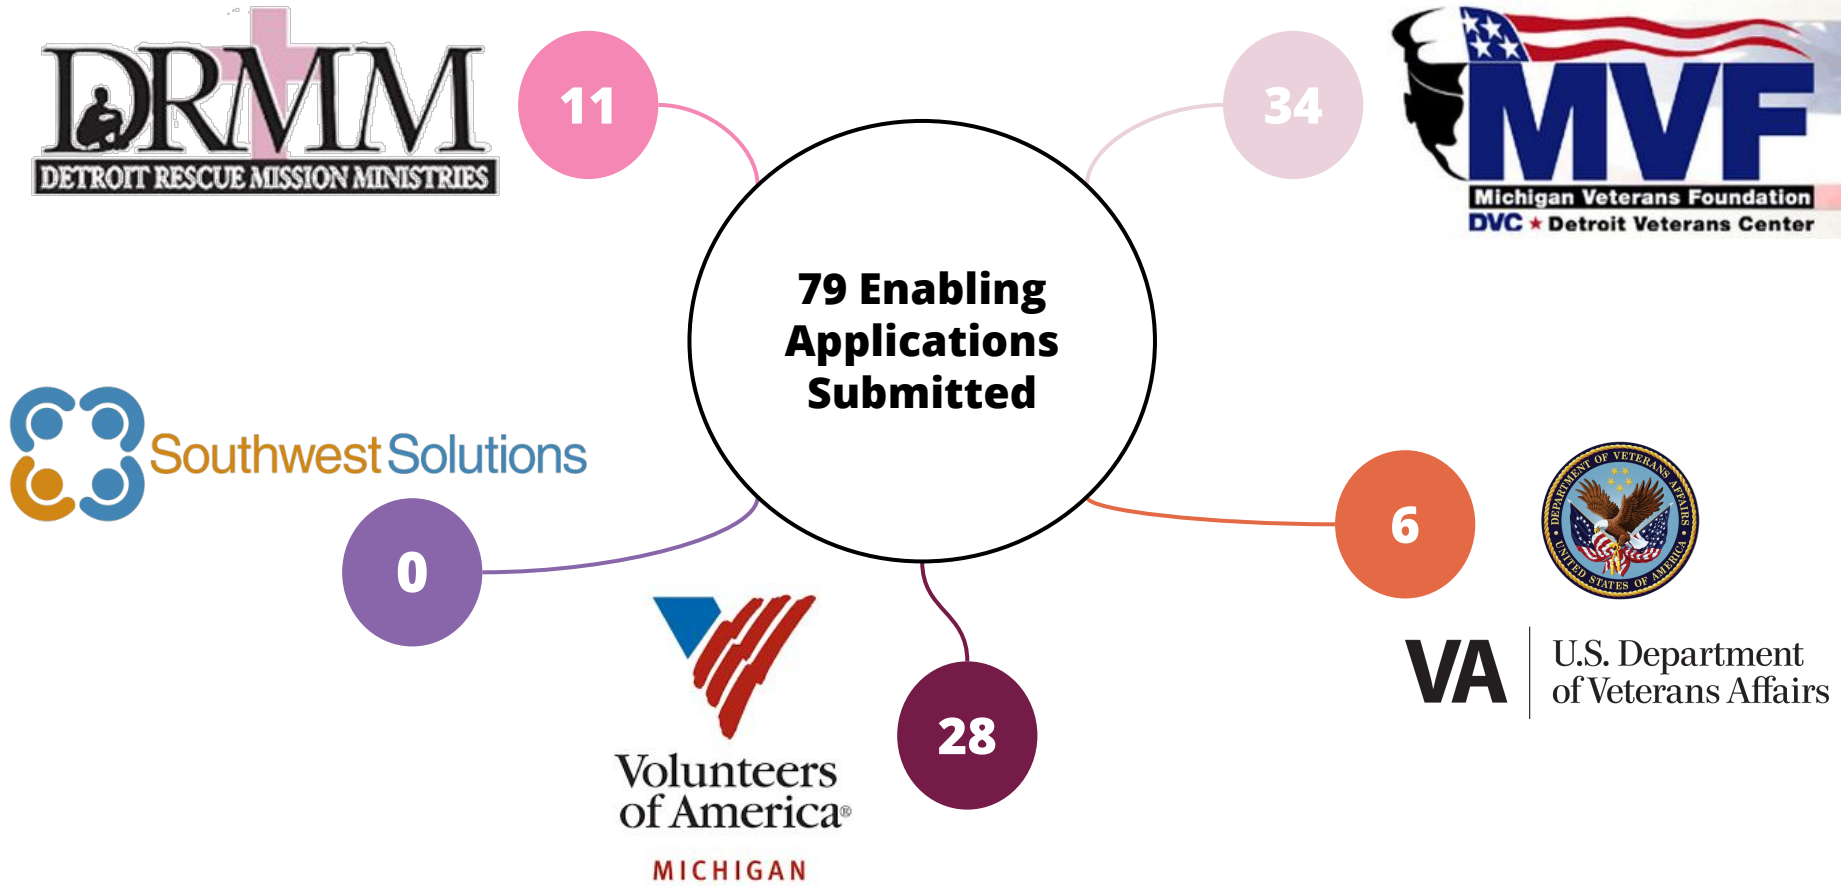 DRMM
DETROIT RESCUE MISSION MINISTRIES
11
34
MVF
Michigan Veterans Foundation
DVC ★ Detroit Veterans Center
79 Enabling
Applications
Submitted
Southwest Solutions
0
6
DEPARTMENT OF VETERANS AFFAIRS
UNITED STATES OF AMERICA
VA
U.S. Department
of Veterans Affairs
28
Volunteers
of America®
MICHIGAN